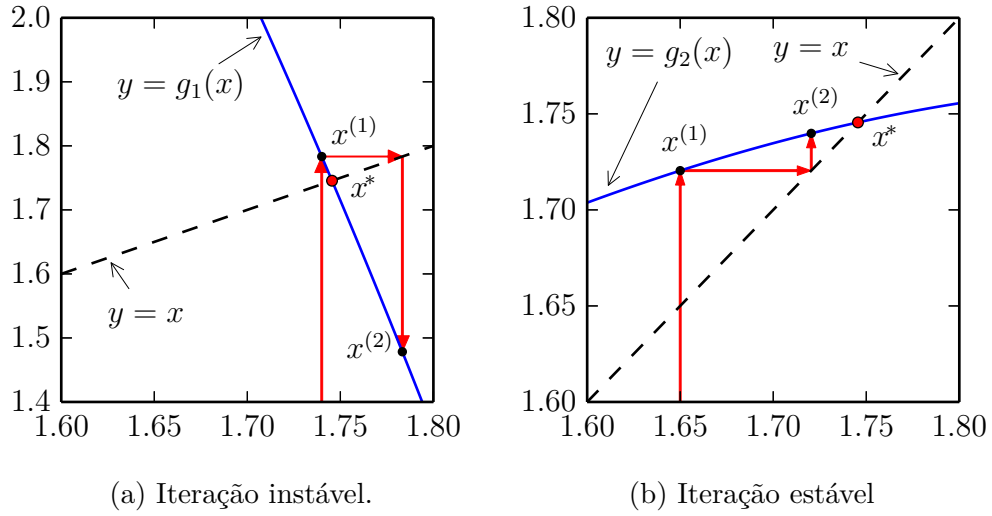 2.0
1.9
1.8
1.7
1.6
1.5
1.4
1.60
1.65
1.70
1.75
1.80
y = g₁(x)
x⁽¹⁾
x*
y = x
x⁽²⁾
(a) Iteração instável.
1.80
1.75
1.70
1.65
1.60
1.60
1.65
1.70
1.75
1.80
y = x
y = g₂(x)
x⁽²⁾
x⁽¹⁾
x*
(b) Iteração estável